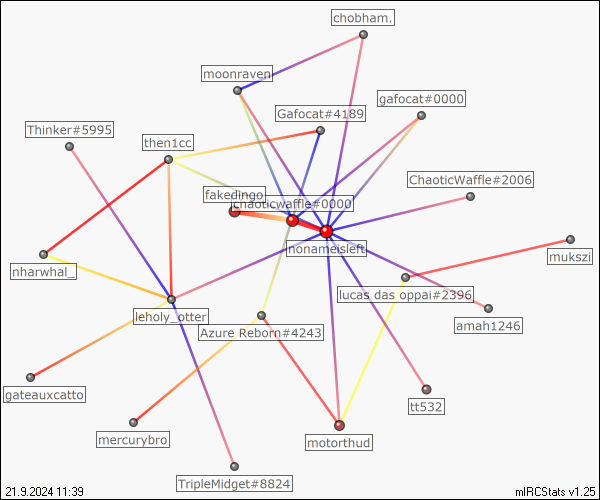 chobham.
moonraven
gafocat#0000
Gafocat#4189
Thinker#5995
then1cc
ChaoticWaffle#2006
fakedingo
chaoticwaffle#0000
nonameisleft
mukszi
nharwhal_
lucas das oppai#2396
leholy_otter
amah1246
Azure Reborn#4243
gateauxcatto
tt532
mercurybro
motorthud
TripleMidget#8824
21.9.2024 11:39
mIRCStats v1.25